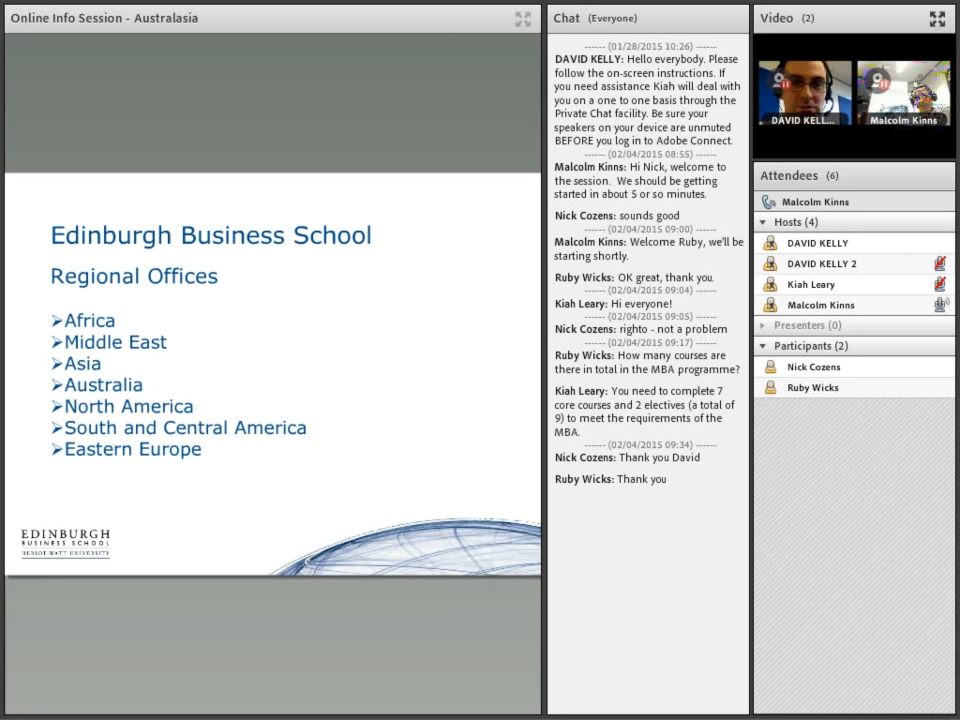 Online Info Session - Australasia
Edinburgh Business School
Regional Offices
➢Africa
➢Middle East
➢Asia
➢Australia
➢North America
➢South and Central America
➢Eastern Europe
EDINBURGH
BUSINESS SCHOOL
HERIOT WATT UNIVERSITY
Chat (Everyone)
------ (01/28/2015 10:26) ------
DAVID KELLY: Hello everybody. Please
follow the on-screen instructions. If
you need assistance Kiah will deal with
you on a one to one basis through the
Private Chat facility. Be sure your
speakers on your device are unmuted
BEFORE you log in to Adobe Connect.
------ (02/04/2015 08:55) ------
Malcolm Kinns: Hi Nick, welcome to
the session. We should be getting
started in about 5 or so minutes.
Nick Cozens: sounds good
------ (02/04/2015 09:00) ------
Malcolm Kinns: Welcome Ruby, we'll be
starting shortly.
Ruby Wicks: OK great, thank you.
------ (02/04/2015 09:04) ------
Kiah Leary: Hi everyone!
------ (02/04/2015 09:05) ------
Nick Cozens: righto - not a problem
------ (02/04/2015 09:17) ------
Ruby Wicks: How many courses are
there in total in the MBA programme?
Kiah Leary: You need to complete 7
core courses and 2 electives (a total of
9) to meet the requirements of the
MBA.
------ (02/04/2015 09:34) ------
Nick Cozens: Thank you David
Ruby Wicks: Thank you
Video (2)
DAVID KELL...
Malcolm Kinns
Attendees (6)
Malcolm Kinns
Hosts (4)
DAVID KELLY
DAVID KELLY 2
Kiah Leary
Malcolm Kinns
Presenters (0)
Participants (2)
Nick Cozens
Ruby Wicks